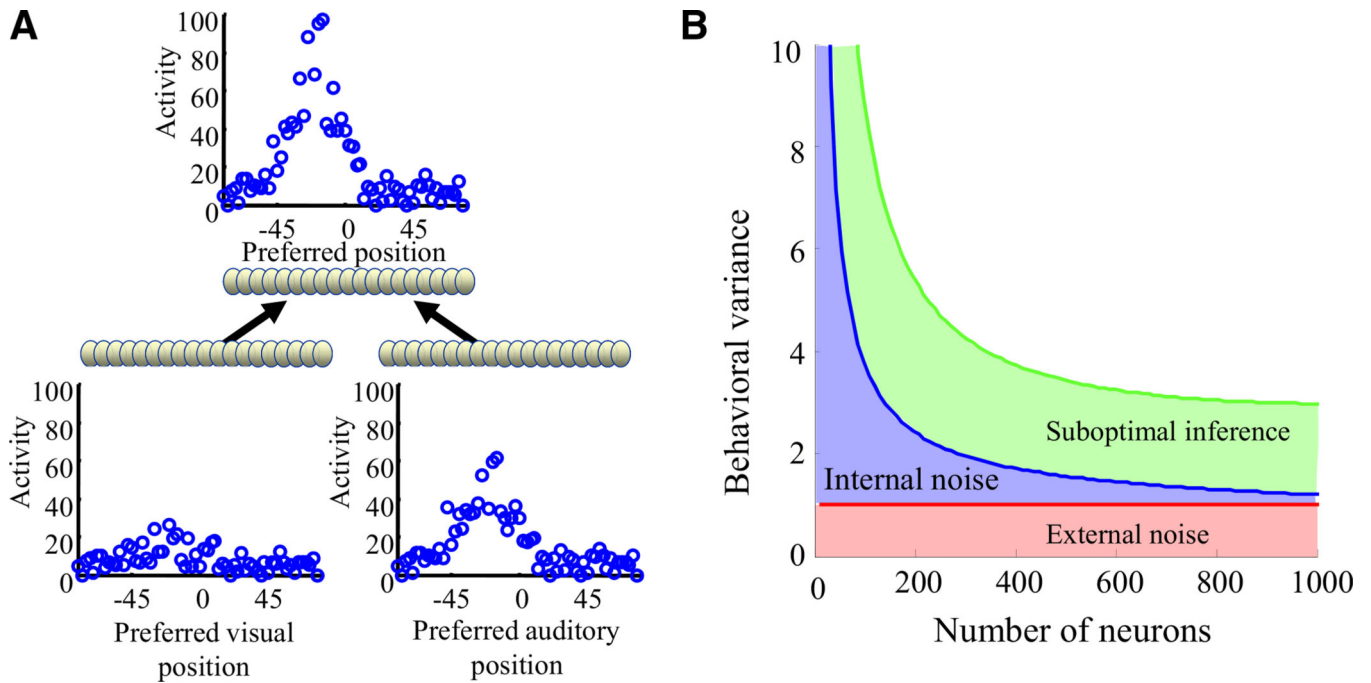 A
100
80
60
40
20
0
Activity
-45 0 45
Preferred position
100
80
60
40
20
0
Activity
-45 0 45
Preferred visual
position
100
80
60
40
20
0
Activity
-45 0 45
Preferred auditory
position
B
10
8
6
4
2
0
Behavioral variance
Suboptimal inference
Internal noise
External noise
0 200 400 600 800 1000
Number of neurons